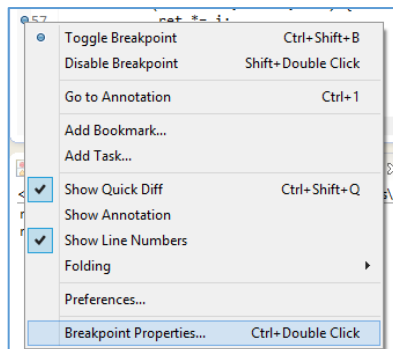 57 ret *= i;
Toggle Breakpoint Ctrl+Shift+B
Disable Breakpoint Shift+Double Click
Go to Annotation Ctrl+1
Add Bookmark...
Add Task...
Show Quick Diff Ctrl+Shift+Q
Show Annotation
Show Line Numbers
Folding
Preferences...
Breakpoint Properties... Ctrl+Double Click